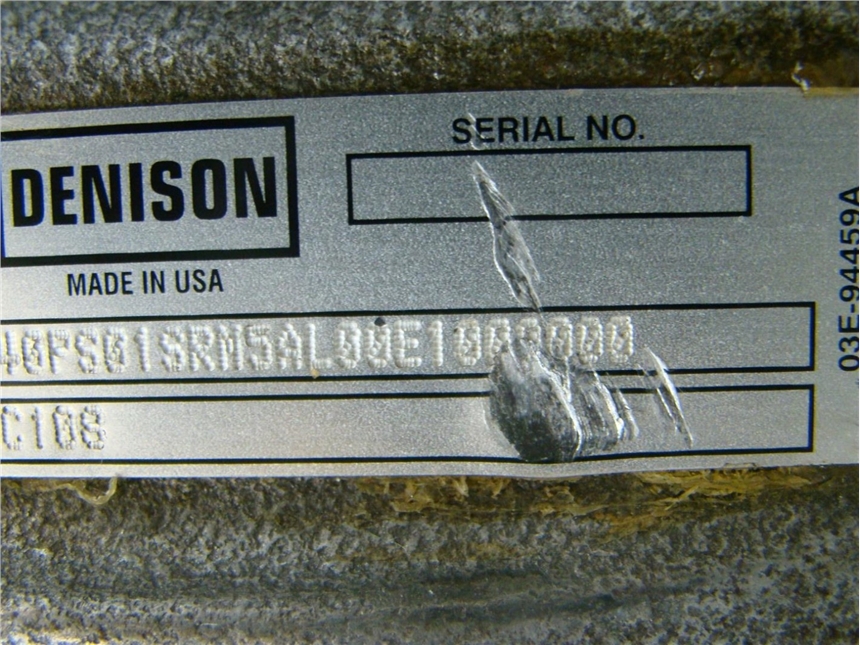 DENISON
SERIAL NO.
MADE IN USA
40FS01SRM5AL00E1000000
C108
03E-94459A